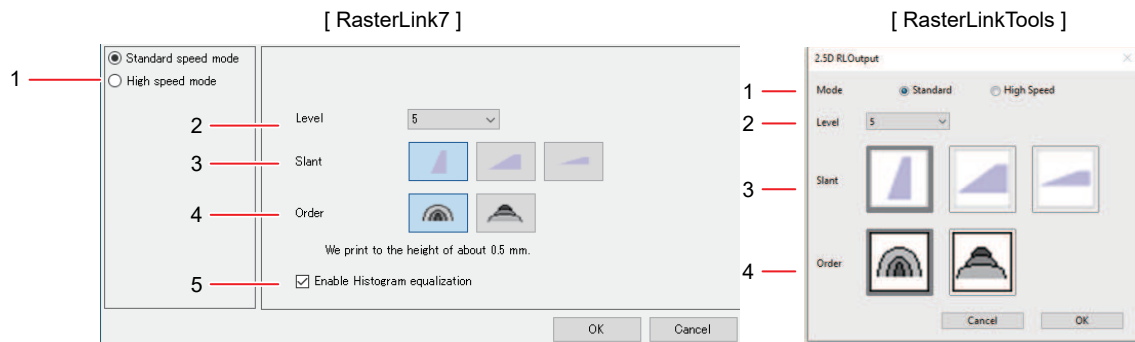 [ RasterLink7 ]
1
Standard speed mode
High speed mode
2
Level
5
3
Slant
4
Order
We print to the height of about 0.5 mm.
5
Enable Histogram equalization
OK
Cancel
[ RasterLinkTools ]
2.5D RLOutput
1
Mode
Standard
High Speed
2
Level
5
3
Slant
4
Order
Cancel
OK